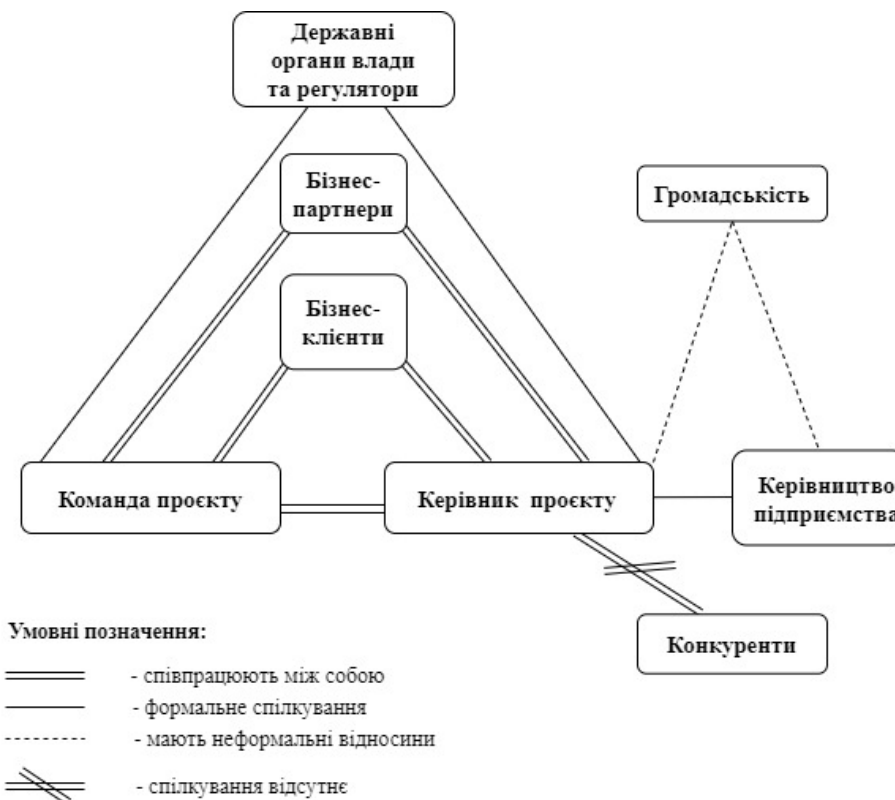 Державні
органи влади
та регулятори
Бізнес-
партнери
Громадськість
Бізнес-
клієнти
Команда проєкту
Керівник проєкту
Керівництво
підприємства
Конкуренти
Умовні позначення:
- співпрацюють між собою
- формальне спілкування
- мають неформальні відносини
- спілкування відсутнє